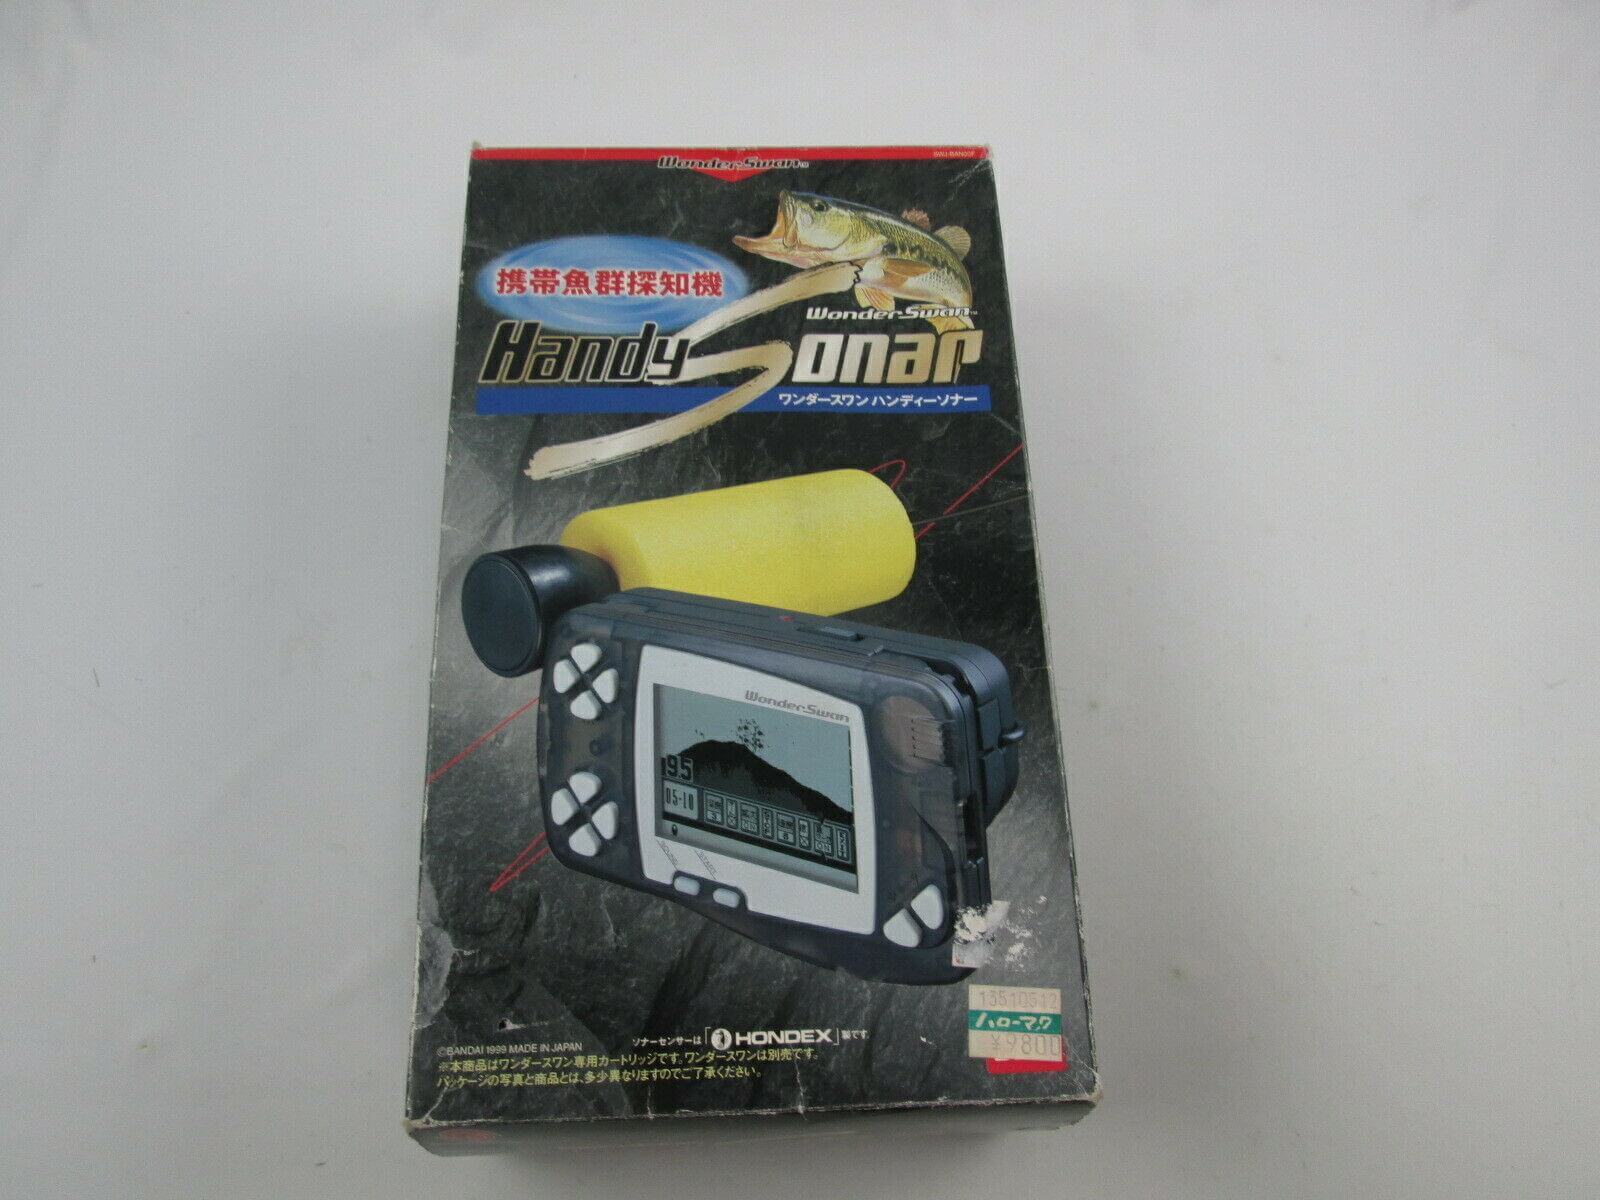 WonderSwan™
SWJ-BAN00F
携帯魚群探知機
WonderSwan™
Handy Sonar
ワンダースワン ハンディーソナー
WonderSwan
9.5
05-10
SOUND
START
ソナーセンサーは「HONDEX」製です
©BANDAI 1999 MADE IN JAPAN
※本商品はワンダースワン専用カートリッジです。ワンダースワンは別売です。
パッケージの写真と商品とは、多少異なりますのでご了承ください。
13510512
ハローマック
¥9800